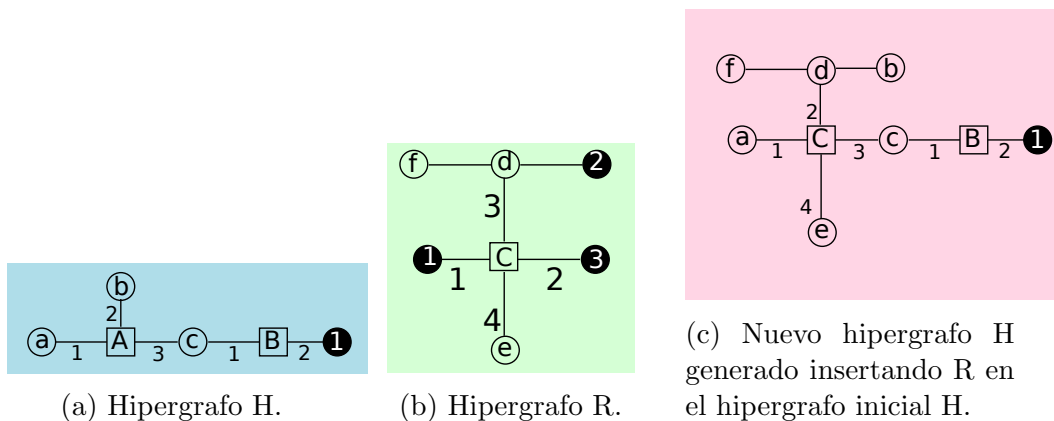 f d b
2
a C c B 1
1 3 1 2
4
e
f d 2
3
1 C 3
1 2
4
e
b
2
a A c B 1
1 3 1 2
(a) Hipergrafo H.
(b) Hipergrafo R.
(c) Nuevo hipergrafo H
generado insertando R en
el hipergrafo inicial H.